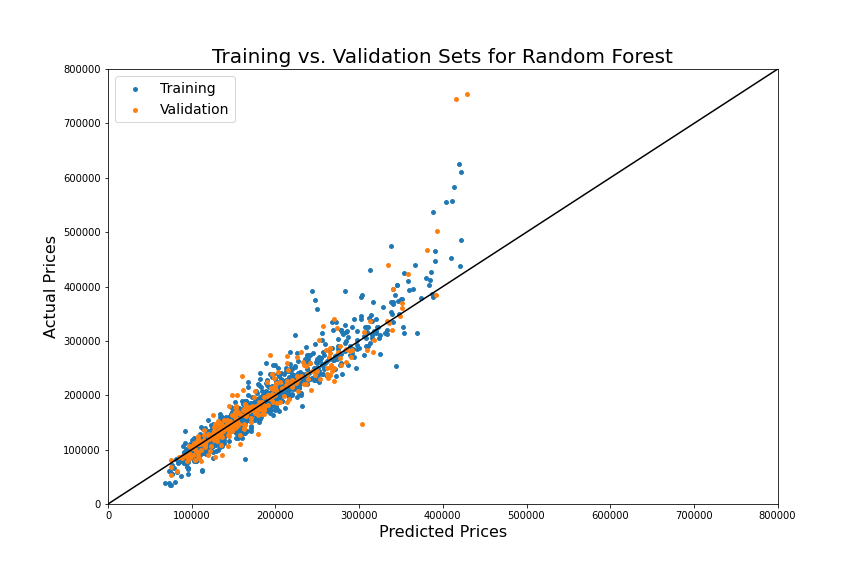 Training vs. Validation Sets for Random Forest
800000
700000
600000
500000
400000
300000
200000
100000
0
Actual Prices
Training
Validation
0 100000 200000 300000 400000 500000 600000 700000 800000
Predicted Prices